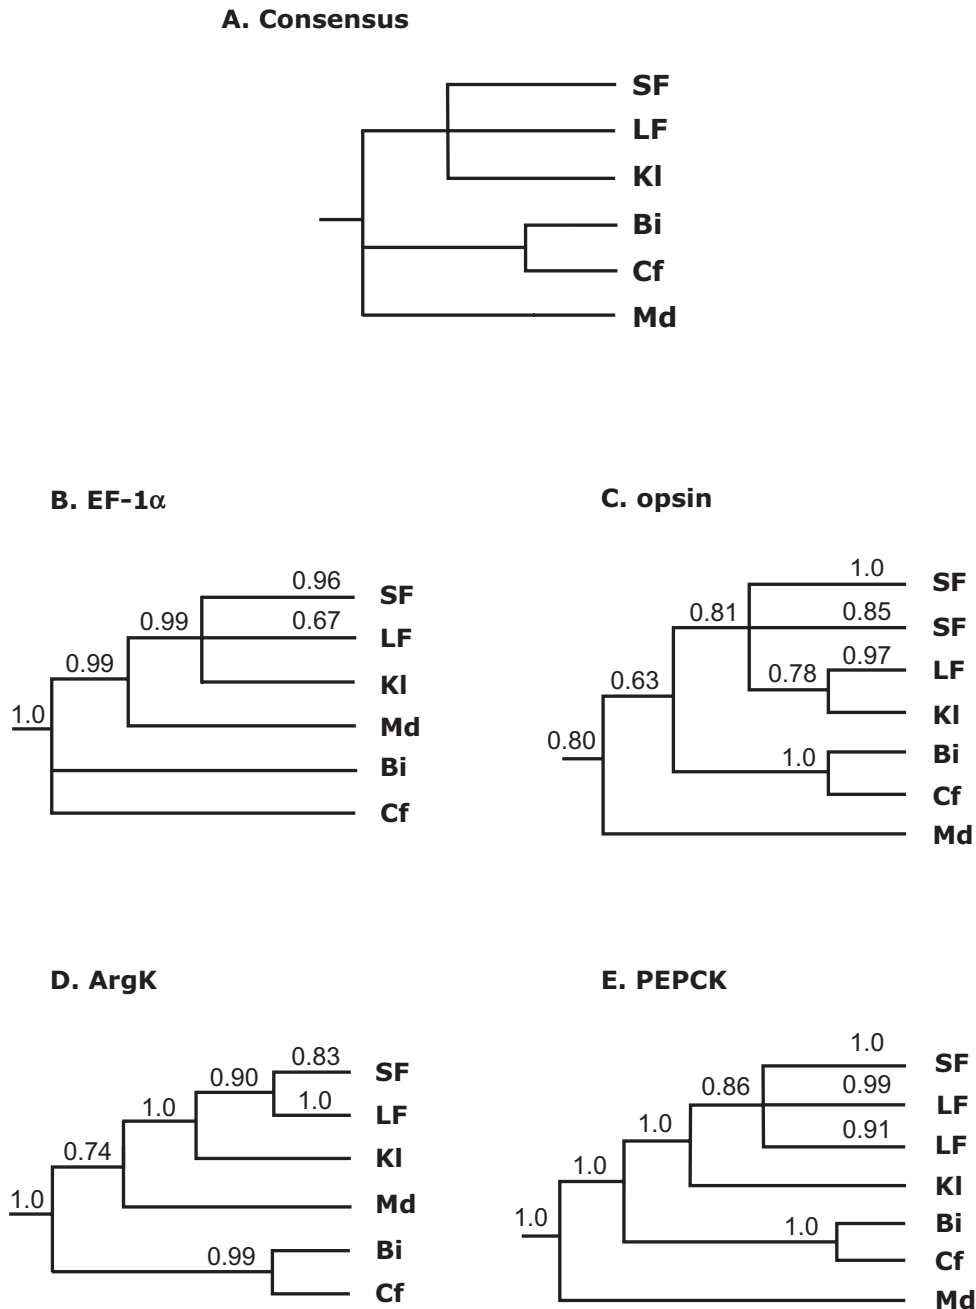 A. Consensus
SF
LF
Kl
Bi
Cf
Md
B. EF-1α
0.96
SF
0.99
0.67
LF
0.99
Kl
1.0
Md
Bi
Cf
C. opsin
1.0
SF
0.81
0.85
SF
0.97
LF
0.63
0.78
Kl
0.80
1.0
Bi
Cf
Md
D. ArgK
0.83
SF
0.90
1.0
LF
1.0
Kl
0.74
Md
1.0
0.99
Bi
Cf
E. PEPCK
1.0
SF
0.86
0.99
LF
1.0
0.91
LF
1.0
Kl
1.0
1.0
Bi
Cf
Md